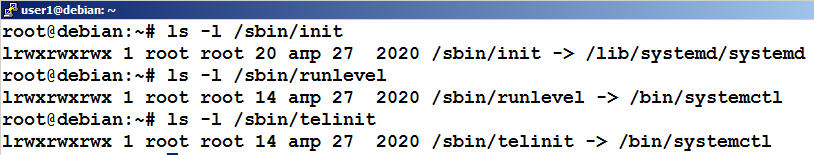 user1@debian: ~
root@debian:~# ls -l /sbin/init
lrwxrwxrwx 1 root root 20 апр 27  2020 /sbin/init -> /lib/systemd/systemd
root@debian:~# ls -l /sbin/runlevel
lrwxrwxrwx 1 root root 14 апр 27  2020 /sbin/runlevel -> /bin/systemctl
root@debian:~# ls -l /sbin/telinit
lrwxrwxrwx 1 root root 14 апр 27  2020 /sbin/telinit -> /bin/systemctl